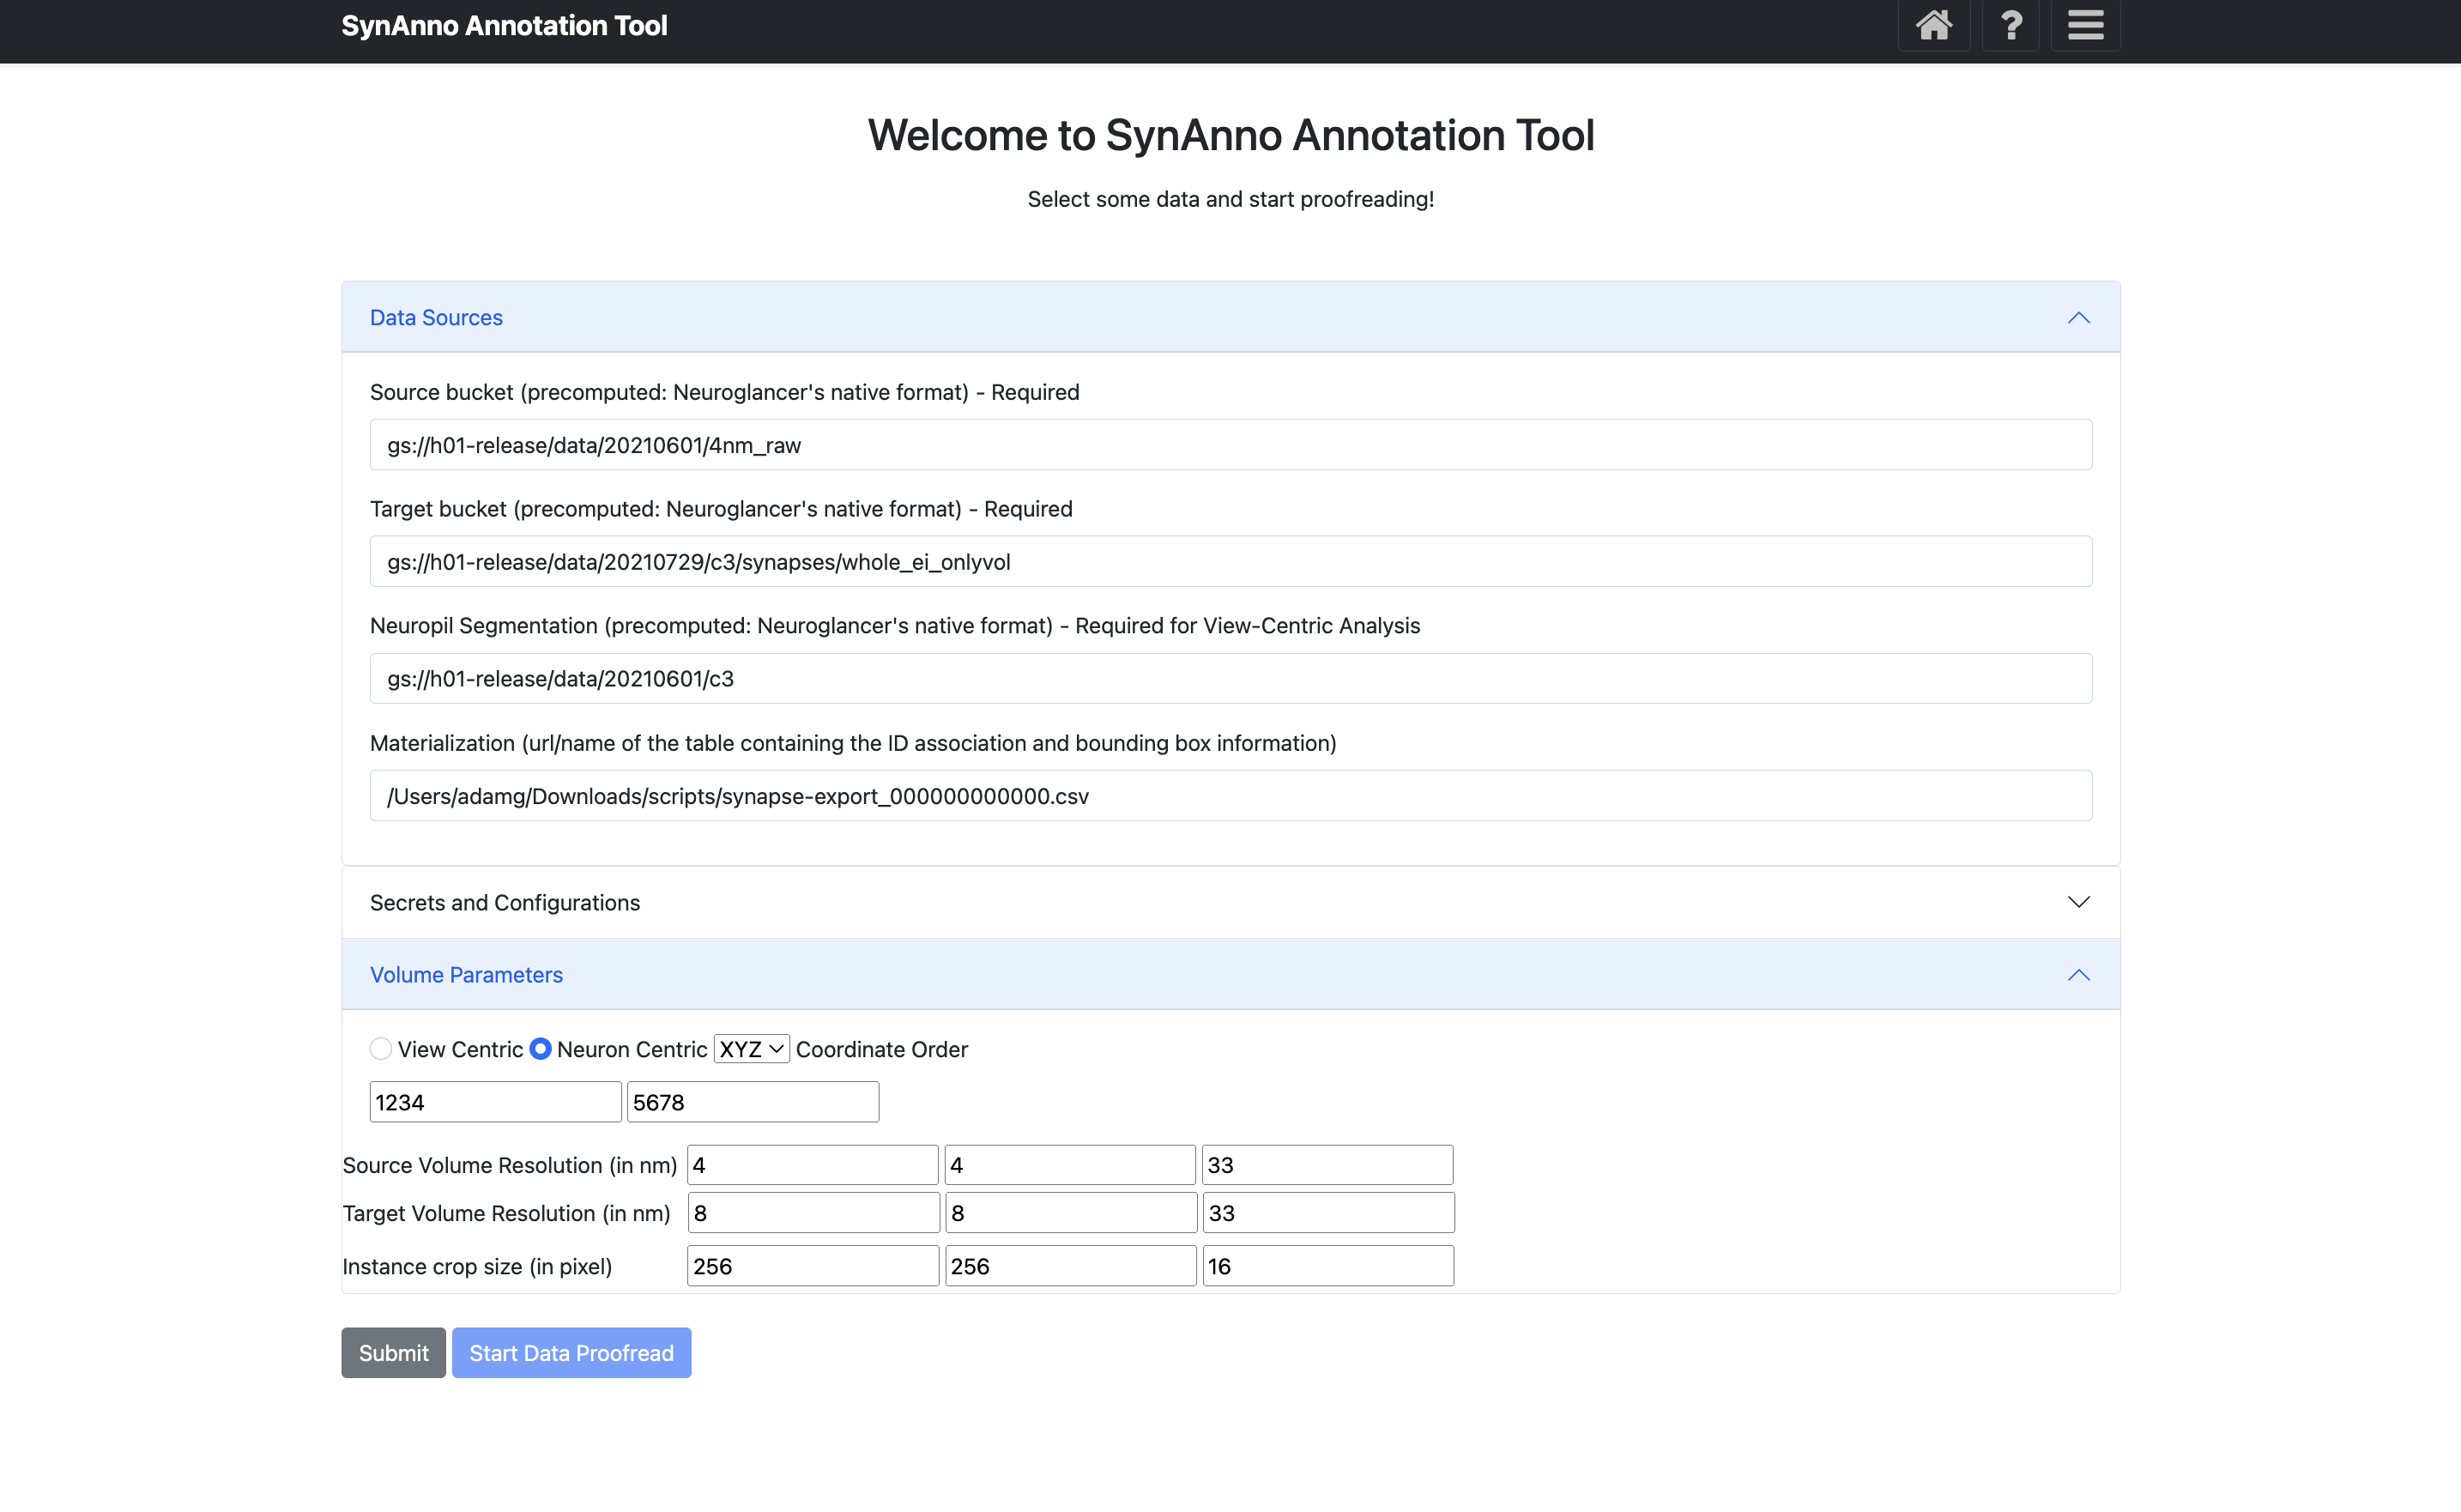 SynAnno Annotation Tool
Welcome to SynAnno Annotation Tool
Select some data and start proofreading!
Data Sources
Source bucket (precomputed: Neuroglancer's native format) - Required
gs://h01-release/data/20210601/4nm_raw
Target bucket (precomputed: Neuroglancer's native format) - Required
gs://h01-release/data/20210729/c3/synapses/whole_ei_onlyvol
Neuropil Segmentation (precomputed: Neuroglancer's native format) - Required for View-Centric Analysis
gs://h01-release/data/20210601/c3
Materialization (url/name of the table containing the ID association and bounding box information)
/Users/adamg/Downloads/scripts/synapse-export_000000000000.csv
Secrets and Configurations
Volume Parameters
View Centric Neuron Centric XYZ Coordinate Order
1234 5678
Source Volume Resolution (in nm) 4 4 33
Target Volume Resolution (in nm) 8 8 33
Instance crop size (in pixel) 256 256 16
Submit Start Data Proofread